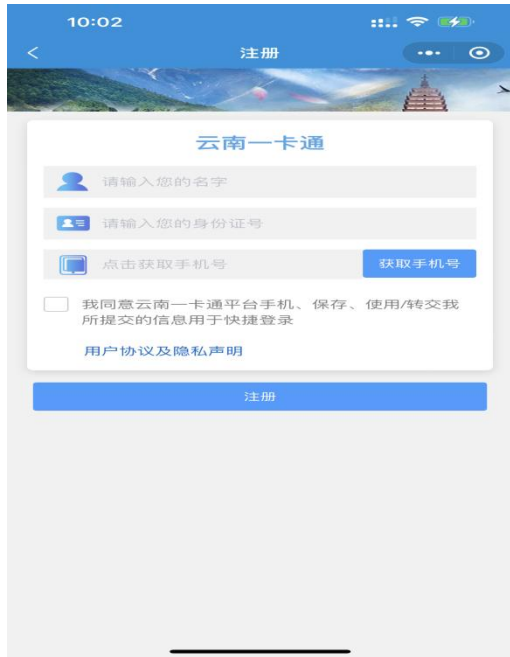 10:02
注册
云南一卡通
请输入您的名字
请输入您的身份证号
点击获取手机号
获取手机号
我同意云南一卡通平台手机、保存、使用/转交我
所提交的信息用于快捷登录
用户协议及隐私声明
注册